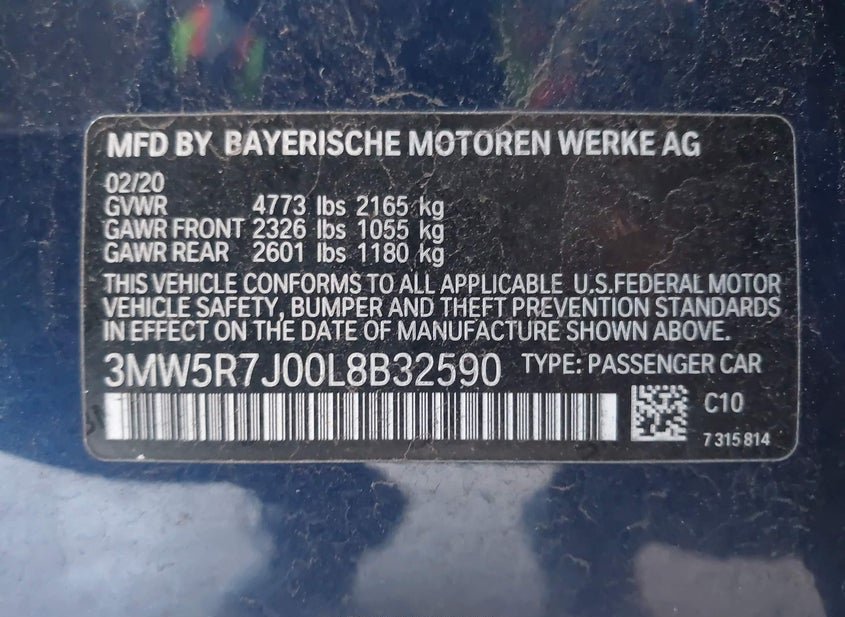 MFD BY BAYERISCHE MOTOREN WERKE AG
02/20
GVWR 4773 lbs 2165 kg
GAWR FRONT 2326 lbs 1055 kg
GAWR REAR 2601 lbs 1180 kg
THIS VEHICLE CONFORMS TO ALL APPLICABLE U.S.FEDERAL MOTOR
VEHICLE SAFETY, BUMPER AND THEFT PREVENTION STANDARDS
IN EFFECT ON THE DATE OF MANUFACTURE SHOWN ABOVE.
3MW5R7J00L8B32590 TYPE: PASSENGER CAR
C10
7 315 814